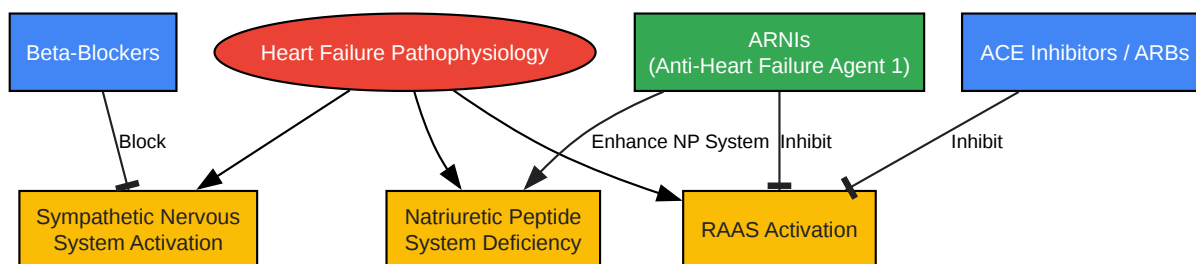 Beta-Blockers
Heart Failure Pathophysiology
ARNIs
(Anti-Heart Failure Agent 1)
ACE Inhibitors / ARBs
Block
Enhance NP System
Inhibit
Inhibit
Sympathetic Nervous
System Activation
Natriuretic Peptide
System Deficiency
RAAS Activation